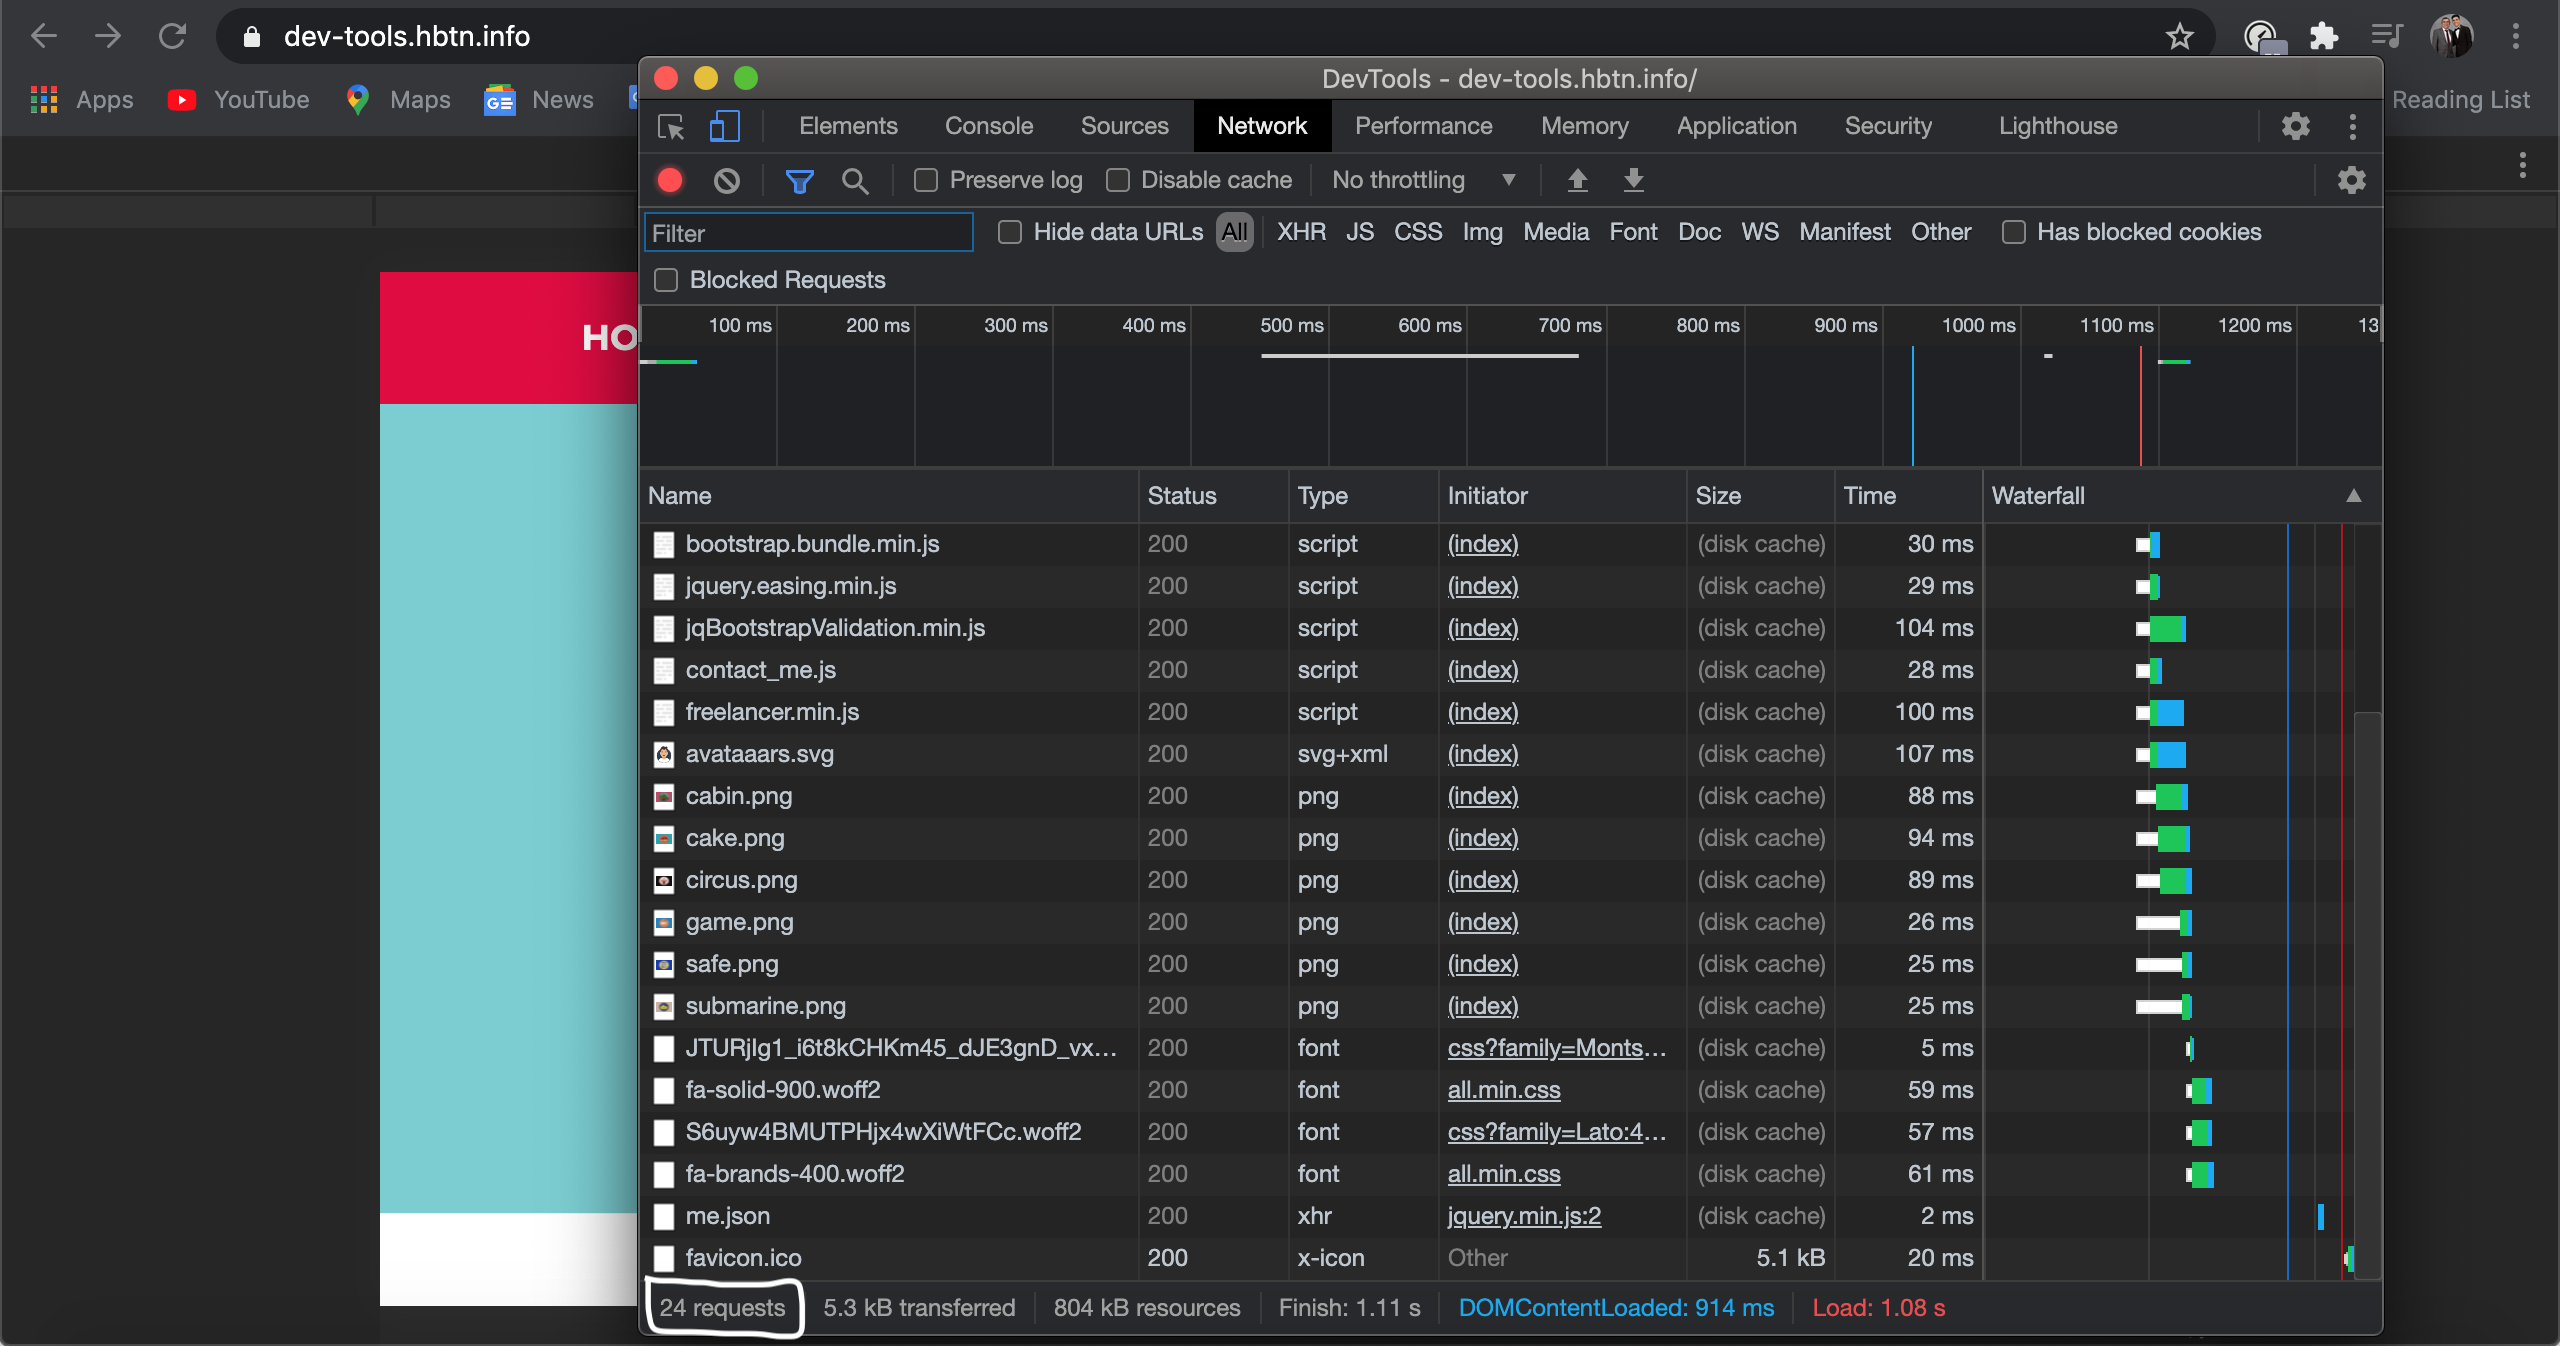 dev-tools.hbtn.info
Apps YouTube Maps GE News Reading List
DevTools - dev-tools.hbtn.info/
Elements Console Sources Network Performance Memory Application Security Lighthouse
Preserve log Disable cache No throttling
Filter Hide data URLs All XHR JS CSS Img Media Font Doc WS Manifest Other Has blocked cookies
Blocked Requests
HO
100 ms 200 ms 300 ms 400 ms 500 ms 600 ms 700 ms 800 ms 900 ms 1000 ms 1100 ms 1200 ms 13
Name Status Type Initiator Size Time Waterfall
bootstrap.bundle.min.js 200 script (index) (disk cache) 30 ms
jquery.easing.min.js 200 script (index) (disk cache) 29 ms
jqBootstrapValidation.min.js 200 script (index) (disk cache) 104 ms
contact_me.js 200 script (index) (disk cache) 28 ms
freelancer.min.js 200 script (index) (disk cache) 100 ms
avataaars.svg 200 svg+xml (index) (disk cache) 107 ms
cabin.png 200 png (index) (disk cache) 88 ms
cake.png 200 png (index) (disk cache) 94 ms
circus.png 200 png (index) (disk cache) 89 ms
game.png 200 png (index) (disk cache) 26 ms
safe.png 200 png (index) (disk cache) 25 ms
submarine.png 200 png (index) (disk cache) 25 ms
JTURjIg1_i6t8kCHKm45_dJE3gnD_vx… 200 font css?family=Monts… (disk cache) 5 ms
fa-solid-900.woff2 200 font all.min.css (disk cache) 59 ms
S6uyw4BMUTPHjx4wXiWtFCc.woff2 200 font css?family=Lato:4… (disk cache) 57 ms
fa-brands-400.woff2 200 font all.min.css (disk cache) 61 ms
me.json 200 xhr jquery.min.js:2 (disk cache) 2 ms
favicon.ico 200 x-icon Other 5.1 kB 20 ms
24 requests 5.3 kB transferred 804 kB resources Finish: 1.11 s DOMContentLoaded: 914 ms Load: 1.08 s